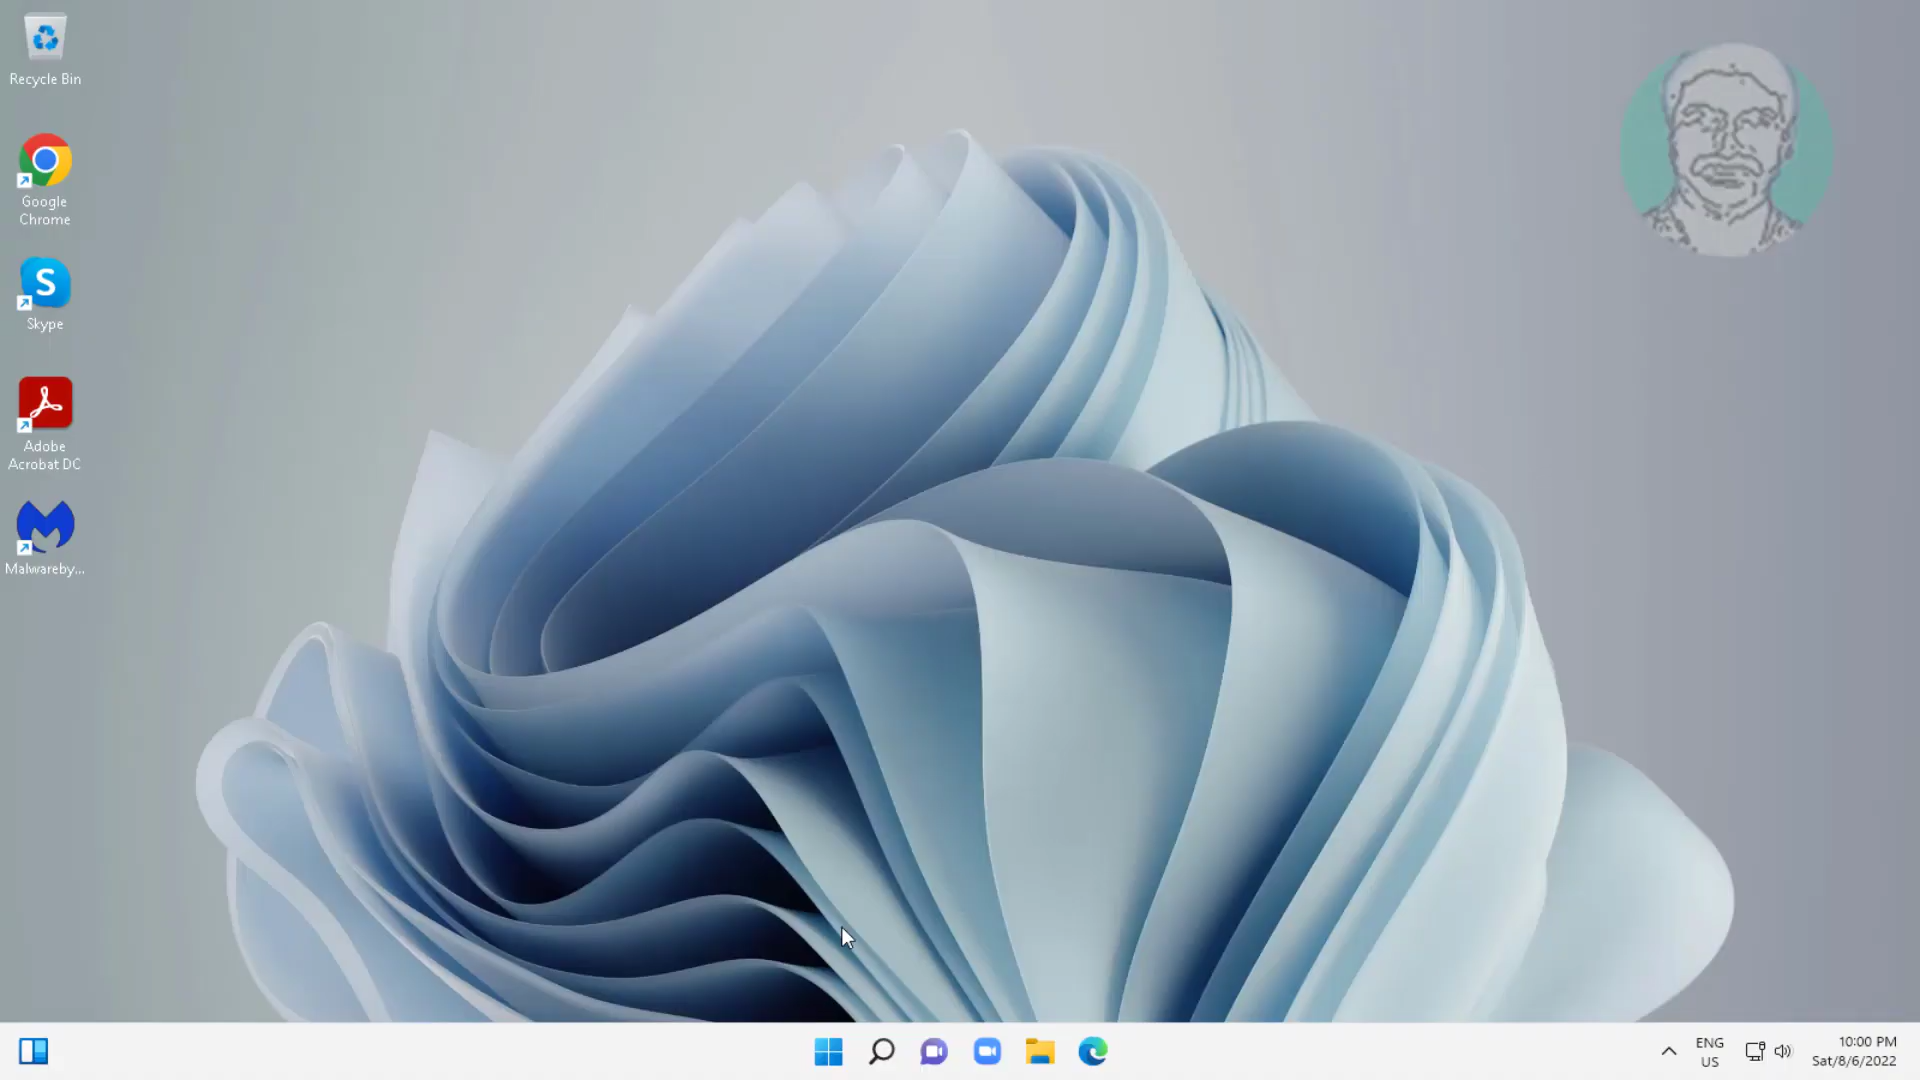 Recycle Bin
Google
Chrome
S
Skype
Adobe
Acrobat DC
Malwareby...
ENG
US
10:00 PM
Sat/8/6/2022